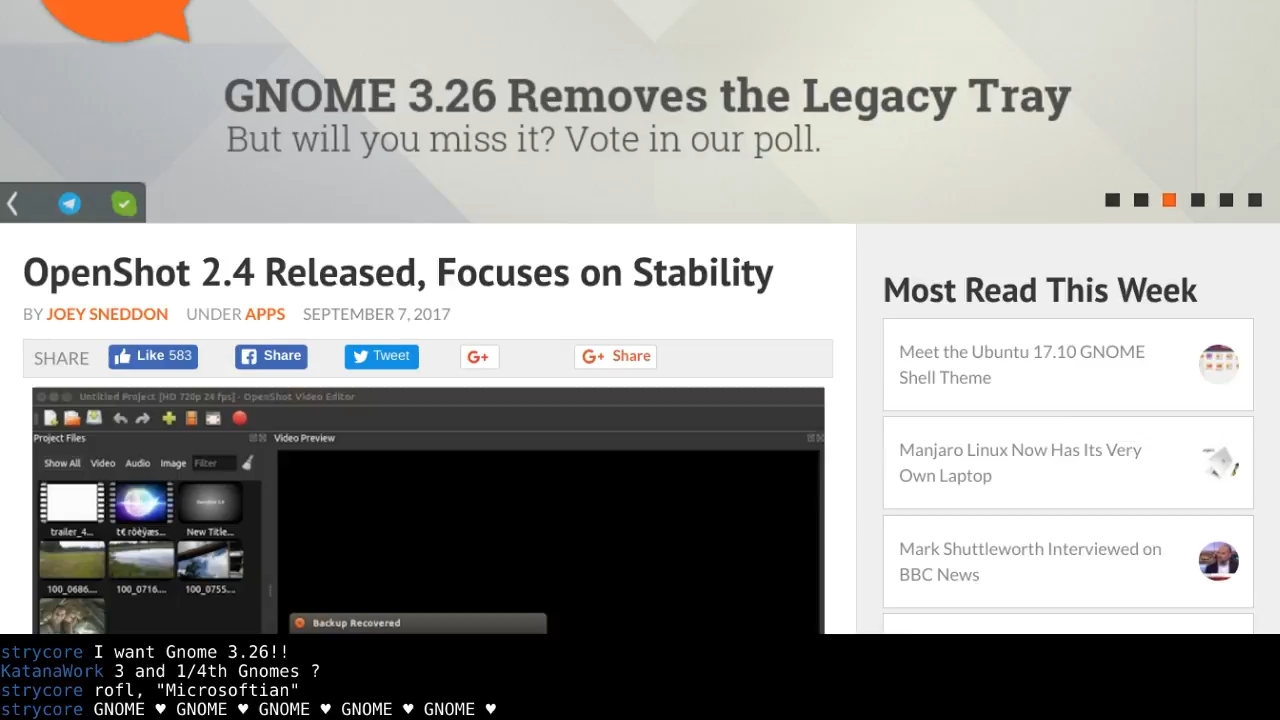 GNOME 3.26 Removes the Legacy Tray
But will you miss it? Vote in our poll.
OpenShot 2.4 Released, Focuses on Stability
BY JOEY SNEDDON UNDER APPS SEPTEMBER 7, 2017
SHARE Like 583 Share Tweet G+ G+ Share
Untitled Project [HD 720p 24 fps] - OpenShot Video Editor
Project Files Video Preview
Show All Video Audio Image Filter
trailer_4... New Title...
100_0686... 100_0716... 100_0755...
Backup Recovered
Most Read This Week
Meet the Ubuntu 17.10 GNOME
Shell Theme
Manjaro Linux Now Has Its Very
Own Laptop
Mark Shuttleworth Interviewed on
BBC News
strycore I want Gnome 3.26!!
KatanaWork 3 and 1/4th Gnomes ?
strycore rofl, "Microsoftian"
strycore GNOME ♥ GNOME ♥ GNOME ♥ GNOME ♥ GNOME ♥